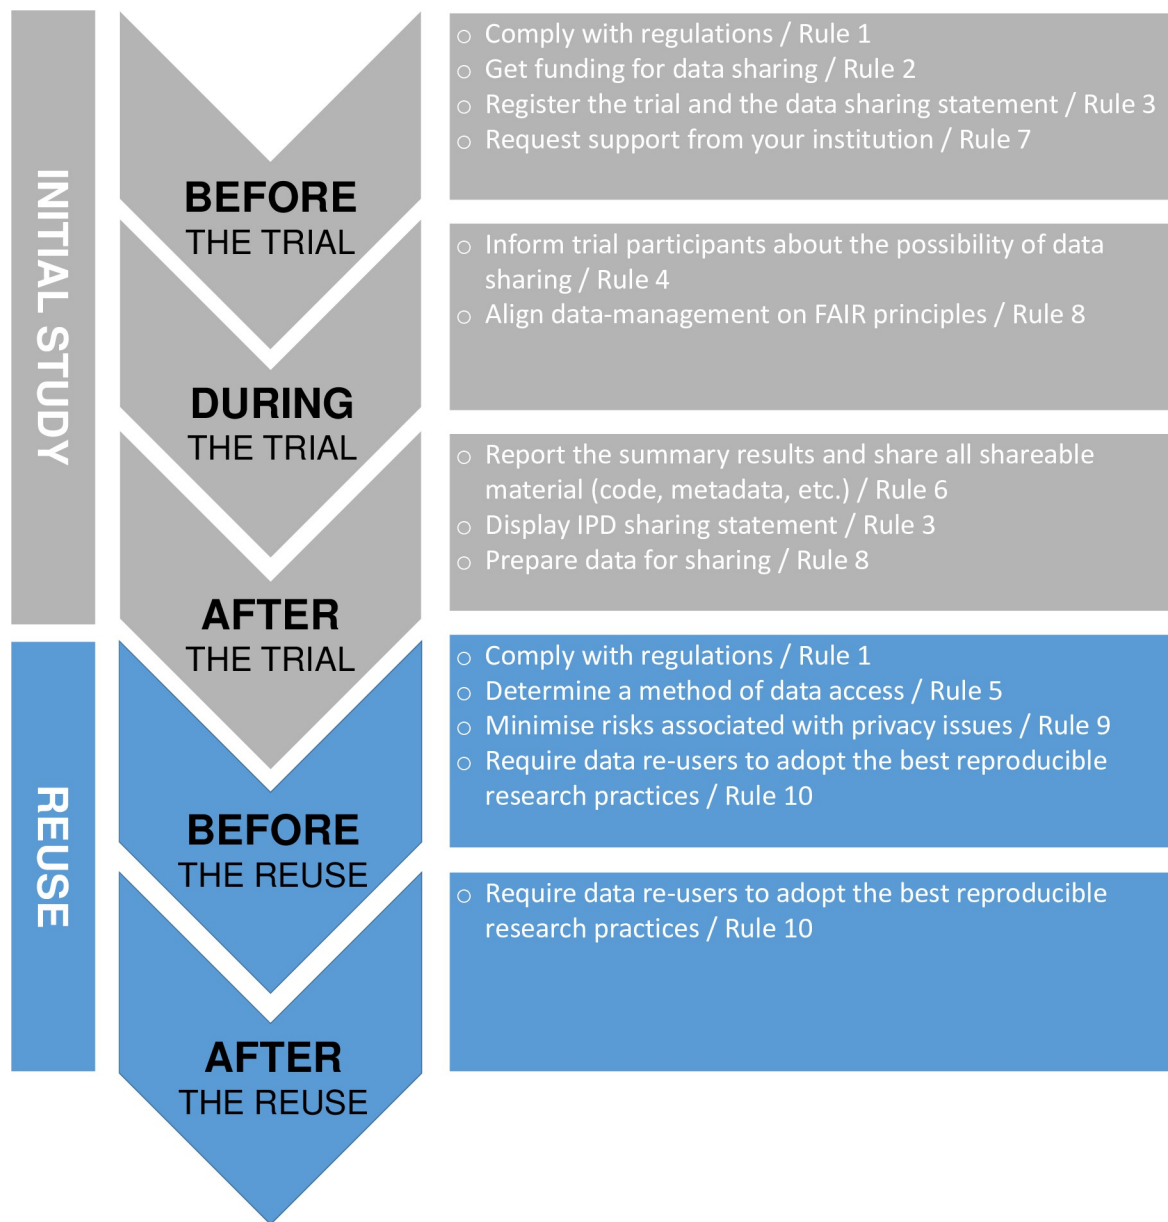 INITIAL STUDY
BEFORE
THE TRIAL
○ Comply with regulations / Rule 1
○ Get funding for data sharing / Rule 2
○ Register the trial and the data sharing statement / Rule 3
○ Request support from your institution / Rule 7
DURING
THE TRIAL
○ Inform trial participants about the possibility of data
sharing / Rule 4
○ Align data-management on FAIR principles / Rule 8
AFTER
THE TRIAL
○ Report the summary results and share all shareable
material (code, metadata, etc.) / Rule 6
○ Display IPD sharing statement / Rule 3
○ Prepare data for sharing / Rule 8
REUSE
BEFORE
THE REUSE
○ Comply with regulations / Rule 1
○ Determine a method of data access / Rule 5
○ Minimise risks associated with privacy issues / Rule 9
○ Require data re-users to adopt the best reproducible
research practices / Rule 10
AFTER
THE REUSE
○ Require data re-users to adopt the best reproducible
research practices / Rule 10